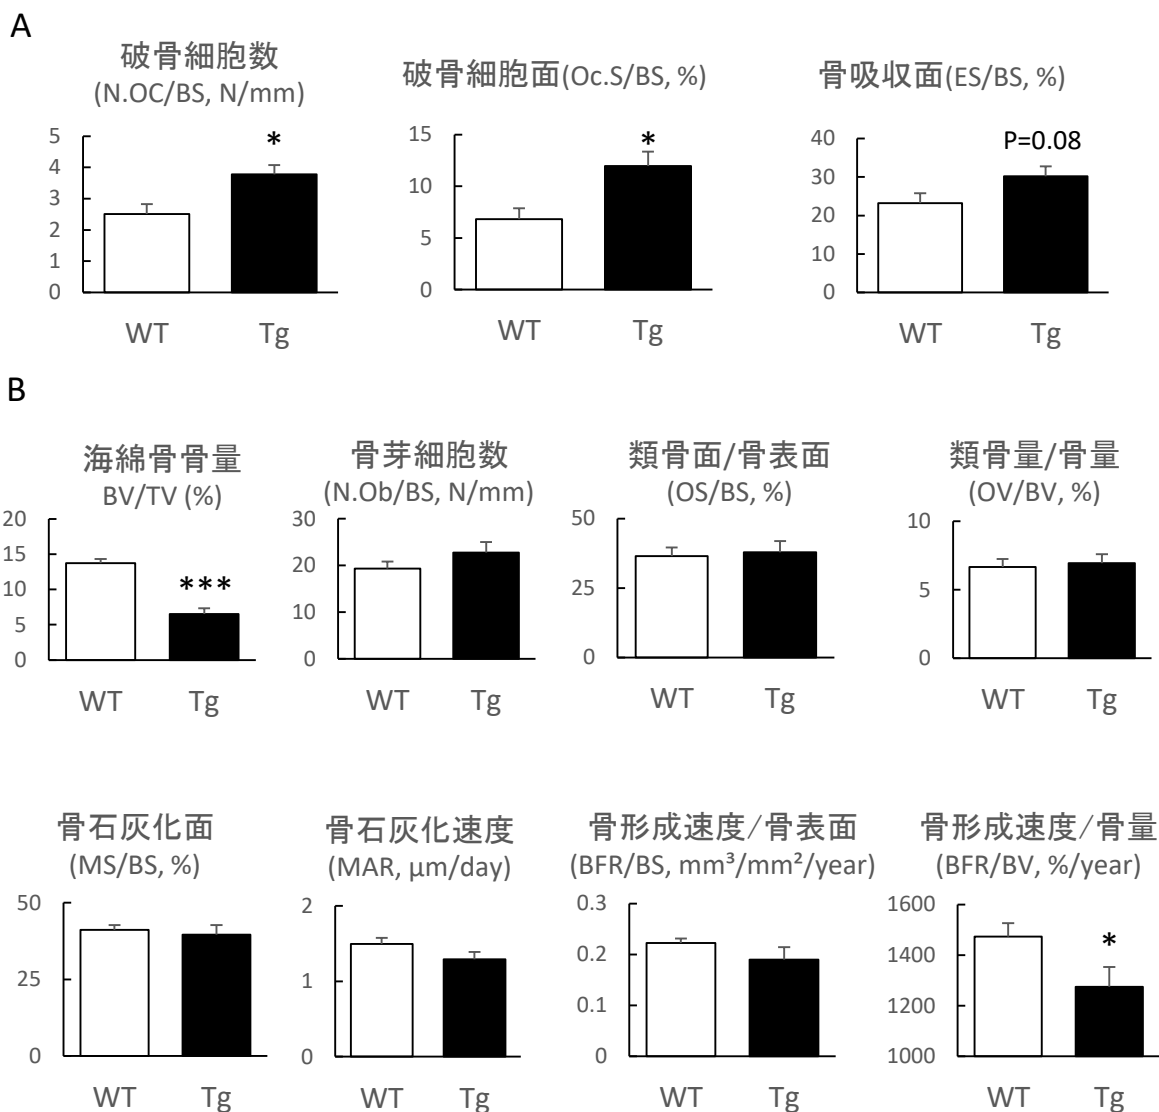 A
破骨細胞数
(N.OC/BS, N/mm)
破骨細胞面(Oc.S/BS, %)
骨吸収面(ES/BS, %)
5
4
3
2
1
0
*
WT
Tg
15
10
5
0
*
WT
Tg
40
30
20
10
0
P=0.08
WT
Tg
B
海綿骨骨量
BV/TV (%)
骨芽細胞数
(N.Ob/BS, N/mm)
類骨面/骨表面
(OS/BS, %)
類骨量/骨量
(OV/BV, %)
20
15
10
5
0
***
WT
Tg
30
20
10
0
WT
Tg
50
25
0
WT
Tg
10
5
0
WT
Tg
骨石灰化面
(MS/BS, %)
骨石灰化速度
(MAR, μm/day)
骨形成速度/骨表面
(BFR/BS, mm³/mm²/year)
骨形成速度/骨量
(BFR/BV, %/year)
50
25
0
WT
Tg
2
1
0
WT
Tg
0.3
0.2
0.1
0
WT
Tg
1600
1400
1200
1000
*
WT
Tg